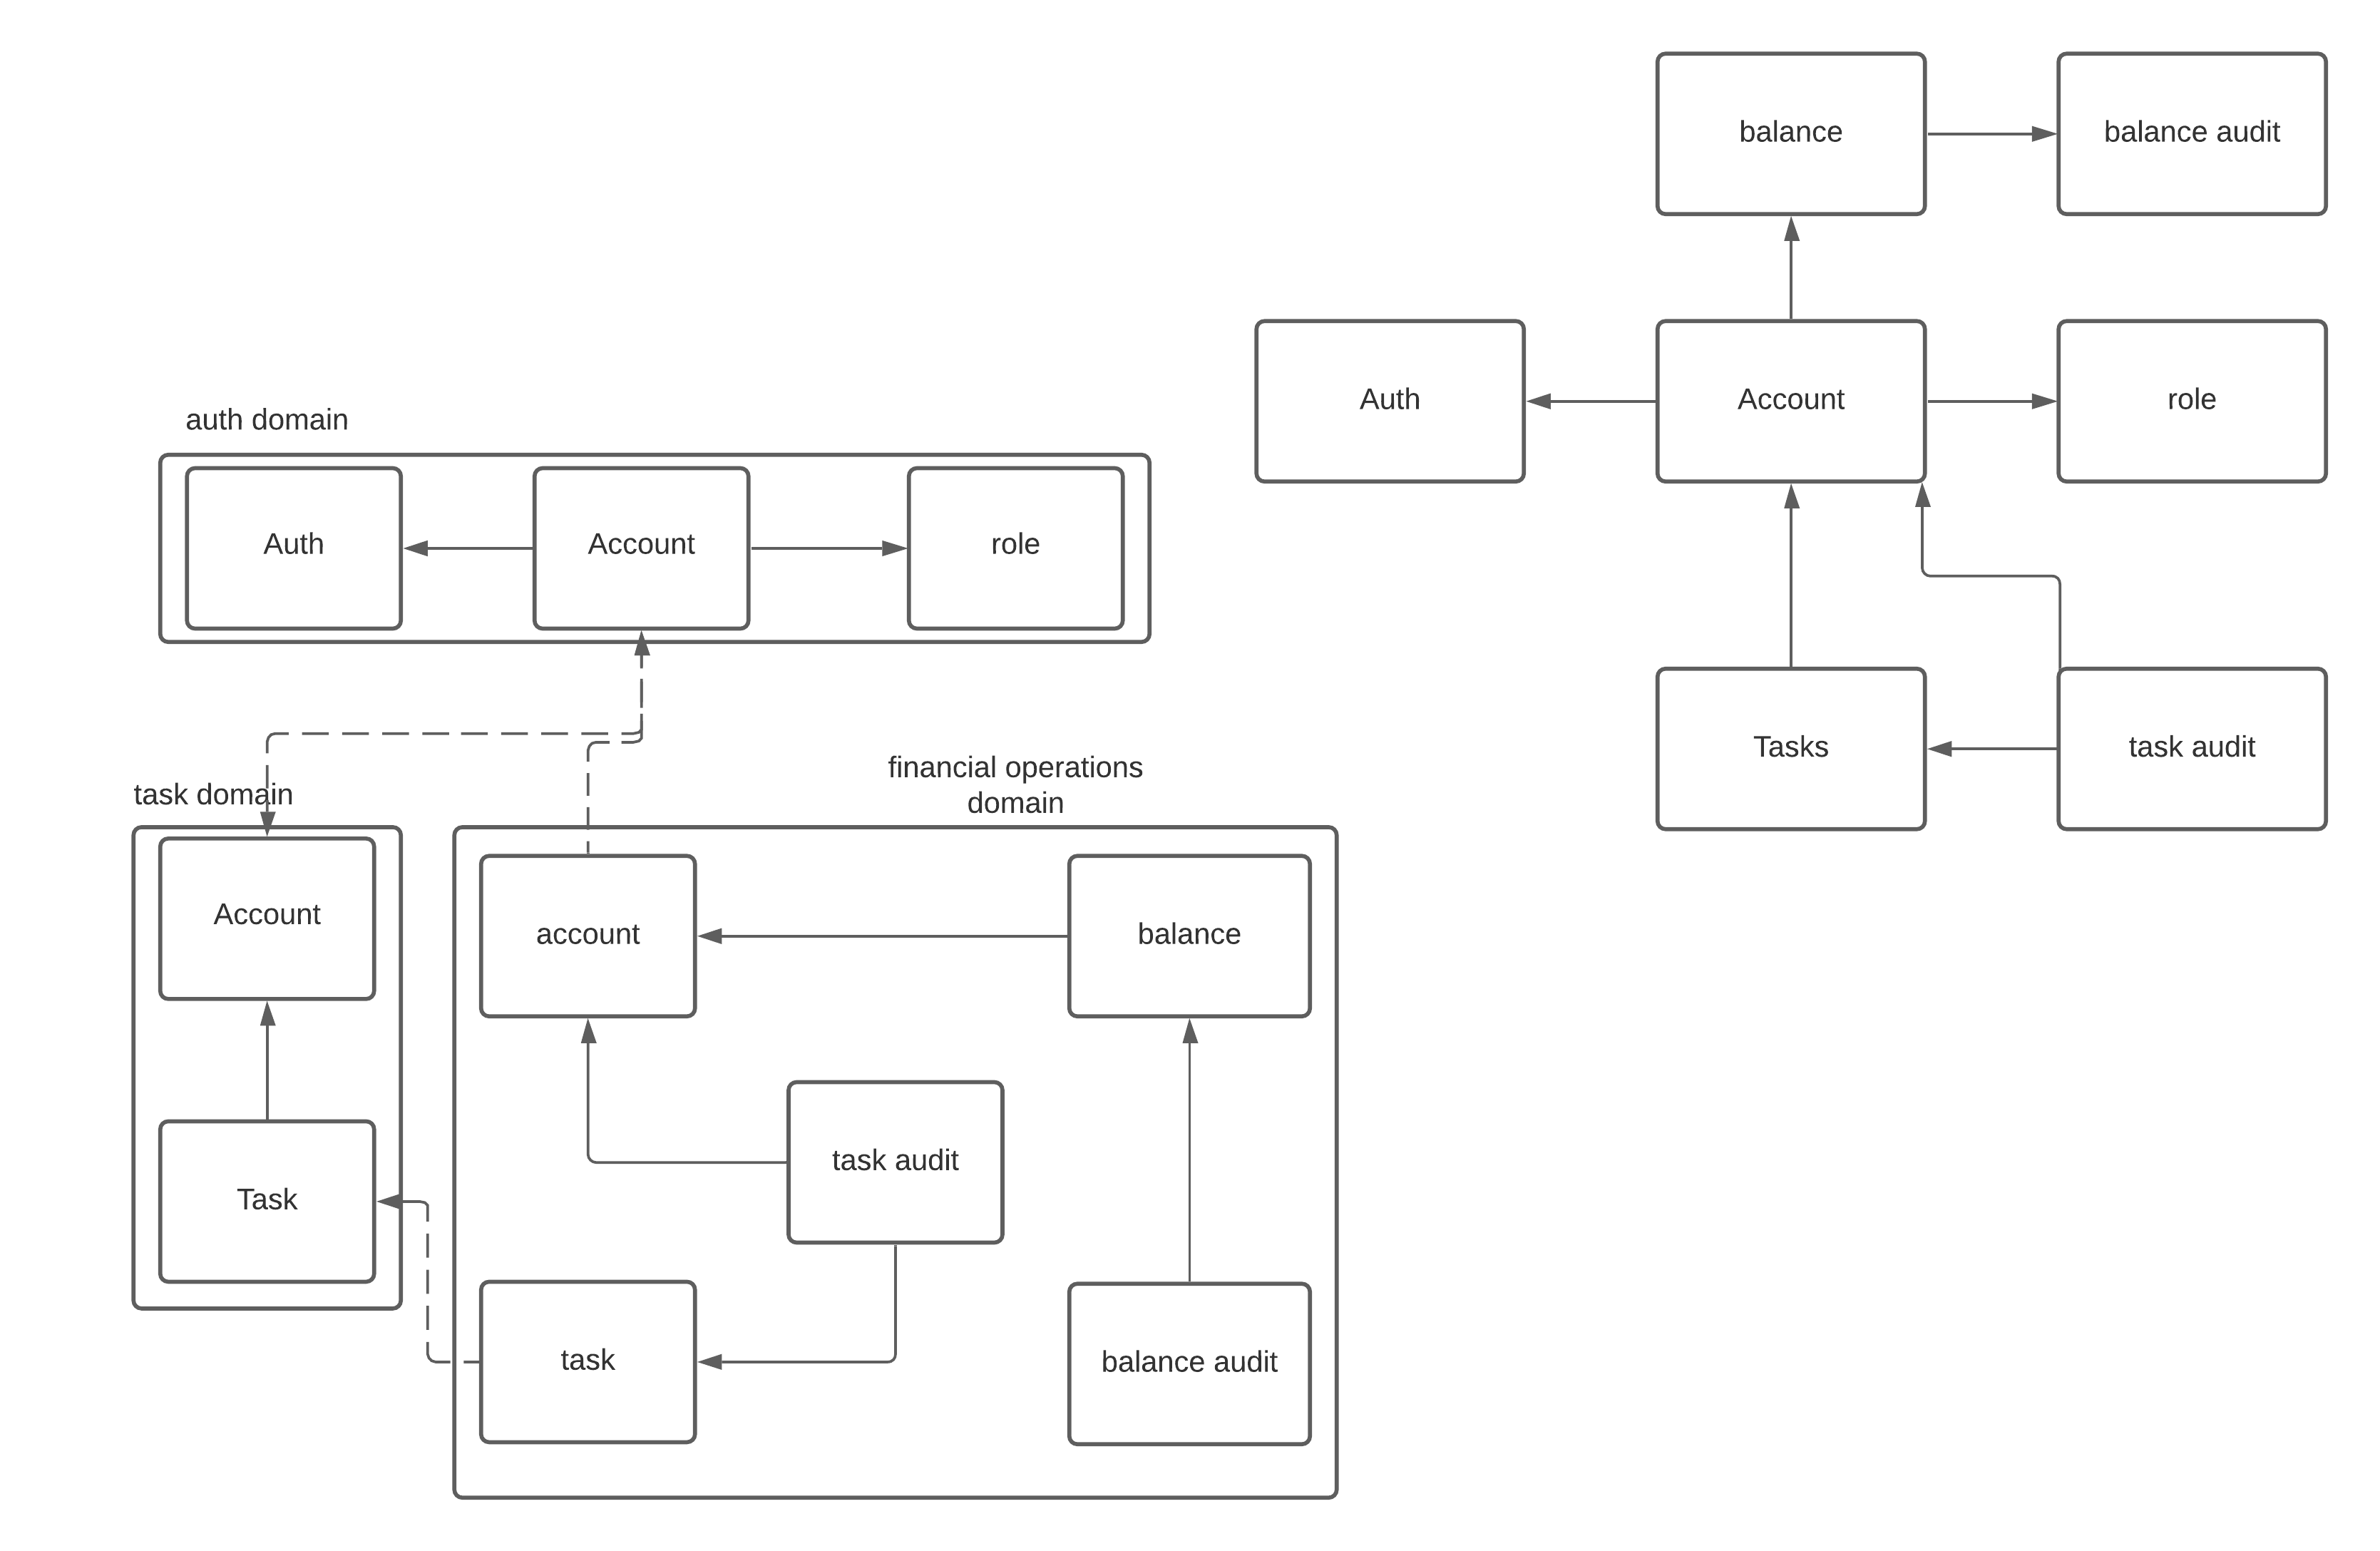 balance
balance audit
Auth
Account
role
auth domain
Auth
Account
role
Tasks
task audit
task domain
financial operations
domain
Account
account
balance
task audit
Task
task
balance audit